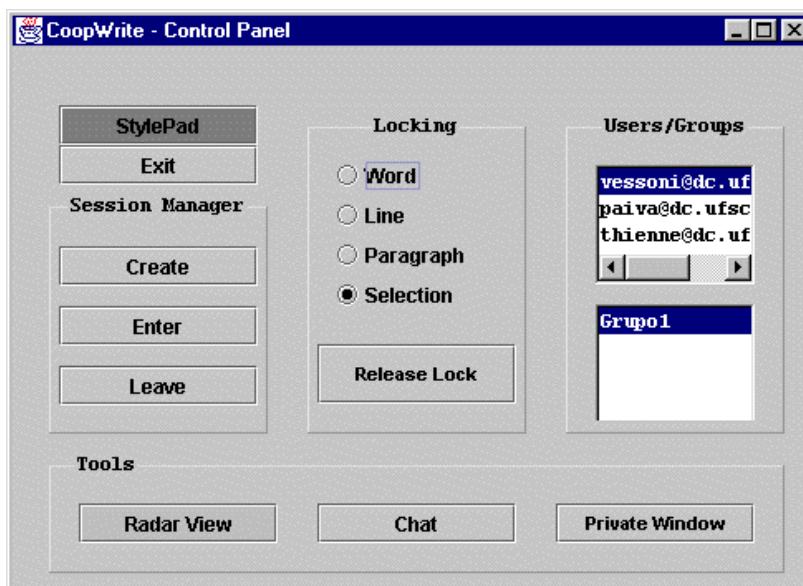 CoopWrite - Control Panel
StylePad
Exit
Session Manager
Create
Enter
Leave
Locking
Word
Line
Paragraph
Selection
Release Lock
Users/Groups
vessoni@dc.uf
paiva@dc.ufsc
thienne@dc.uf
Grupo1
Tools
Radar View
Chat
Private Window